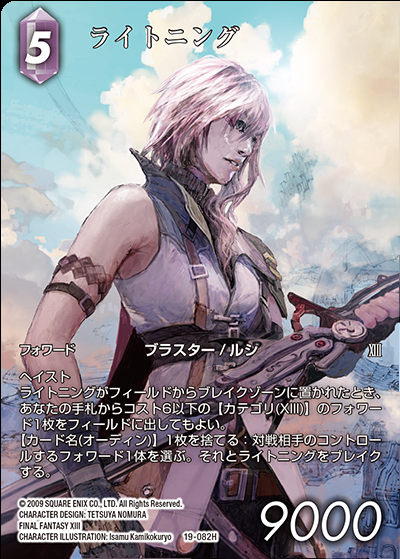 5
ライトニング
フォワード ブラスター / ルシ XIII
ヘイスト
ライトニングがフィールドからブレイクゾーンに置かれたとき、
あなたの手札からコスト6以下の【カテゴリ(XIII)】のフォワー
ド1枚をフィールドに出してもよい。
【カード名(オーディン)】1枚を捨てる：対戦相手のコントロー
ルするフォワード1体を選ぶ。それとライトニングをブレイク
する。
© 2009 SQUARE ENIX CO., LTD. All Rights Reserved.
CHARACTER DESIGN: TETSUYA NOMURA
FINAL FANTASY XIII
CHARACTER ILLUSTRATION: Isamu Kamikokuryo
19-082H
9000